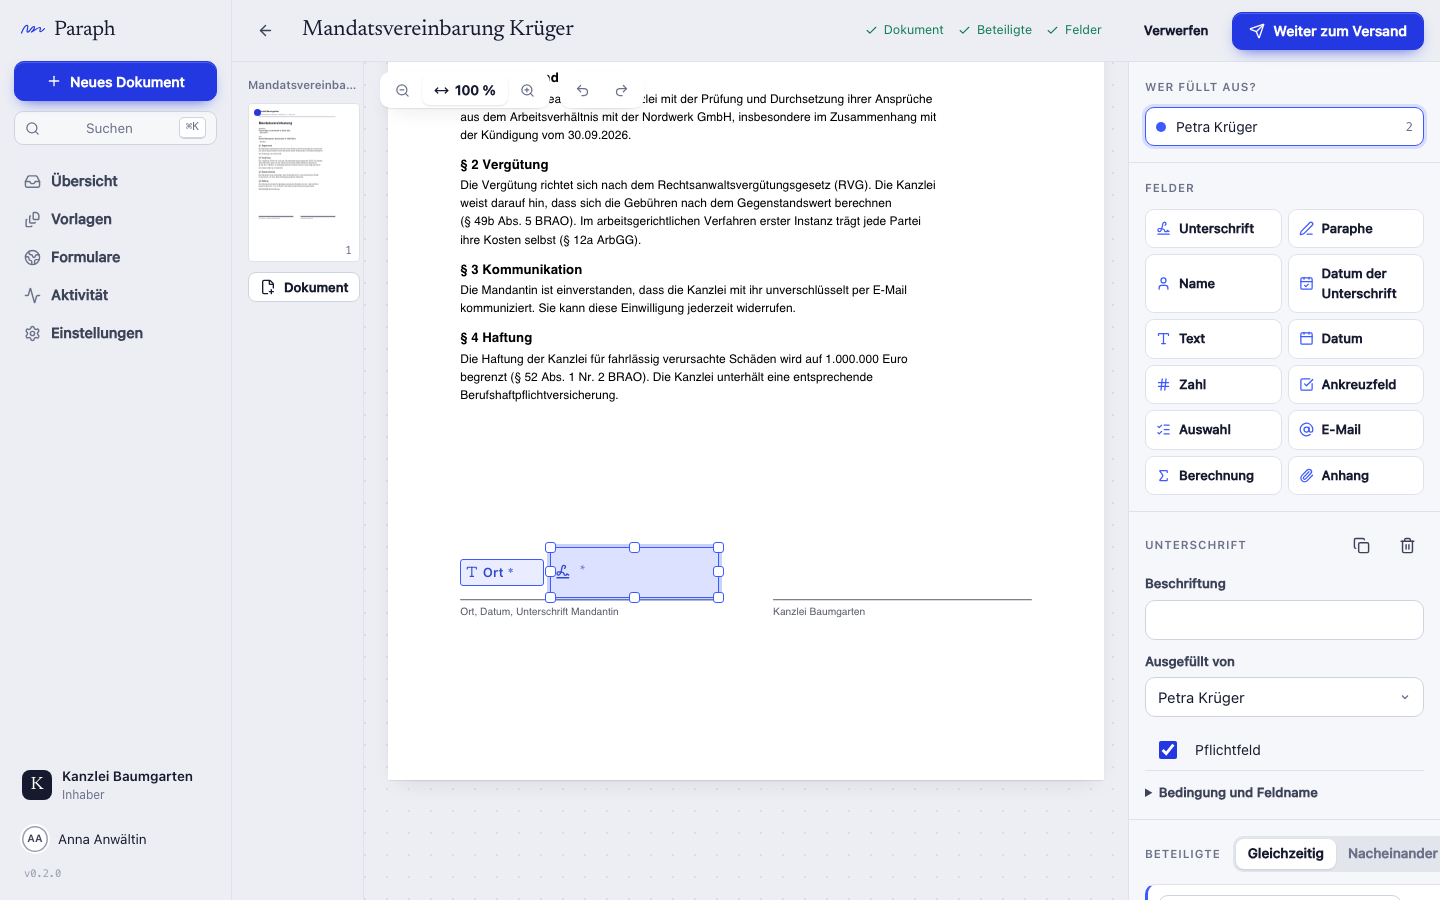 Paraph
Neues Dokument
Suchen
⌘K
Übersicht
Vorlagen
Formulare
Aktivität
Einstellungen
K
Kanzlei Baumgarten
Inhaber
AA
Anna Anwältin
v0.2.0
Mandatsvereinbarung Krüger
Dokument
Beteiligte
Felder
Verwerfen
Weiter zum Versand
Mandatsvereinba...
1
Dokument
100 %
mit der Prüfung und Durchsetzung ihrer Ansprüche
aus dem Arbeitsverhältnis mit der Nordwerk GmbH, insbesondere im Zusammenhang mit
der Kündigung vom 30.09.2026.
§ 2 Vergütung
Die Vergütung richtet sich nach dem Rechtsanwaltsvergütungsgesetz (RVG). Die Kanzlei
weist darauf hin, dass sich die Gebühren nach dem Gegenstandswert berechnen
(§ 49b Abs. 5 BRAO). Im arbeitsgerichtlichen Verfahren erster Instanz trägt jede Partei
ihre Kosten selbst (§ 12a ArbGG).
§ 3 Kommunikation
Die Mandantin ist einverstanden, dass die Kanzlei mit ihr unverschlüsselt per E-Mail
kommuniziert. Sie kann diese Einwilligung jederzeit widerrufen.
§ 4 Haftung
Die Haftung der Kanzlei für fahrlässig verursachte Schäden wird auf 1.000.000 Euro
begrenzt (§ 52 Abs. 1 Nr. 2 BRAO). Die Kanzlei unterhält eine entsprechende
Berufshaftpflichtversicherung.
Ort *
*
Ort, Datum, Unterschrift Mandantin
Kanzlei Baumgarten
WER FÜLLT AUS?
Petra Krüger
2
FELDER
Unterschrift
Paraphe
Name
Datum der
Unterschrift
Text
Datum
Zahl
Ankreuzfeld
Auswahl
E-Mail
Berechnung
Anhang
UNTERSCHRIFT
Beschriftung
Ausgefüllt von
Petra Krüger
Pflichtfeld
Bedingung und Feldname
BETEILIGTE
Gleichzeitig
Nacheinander